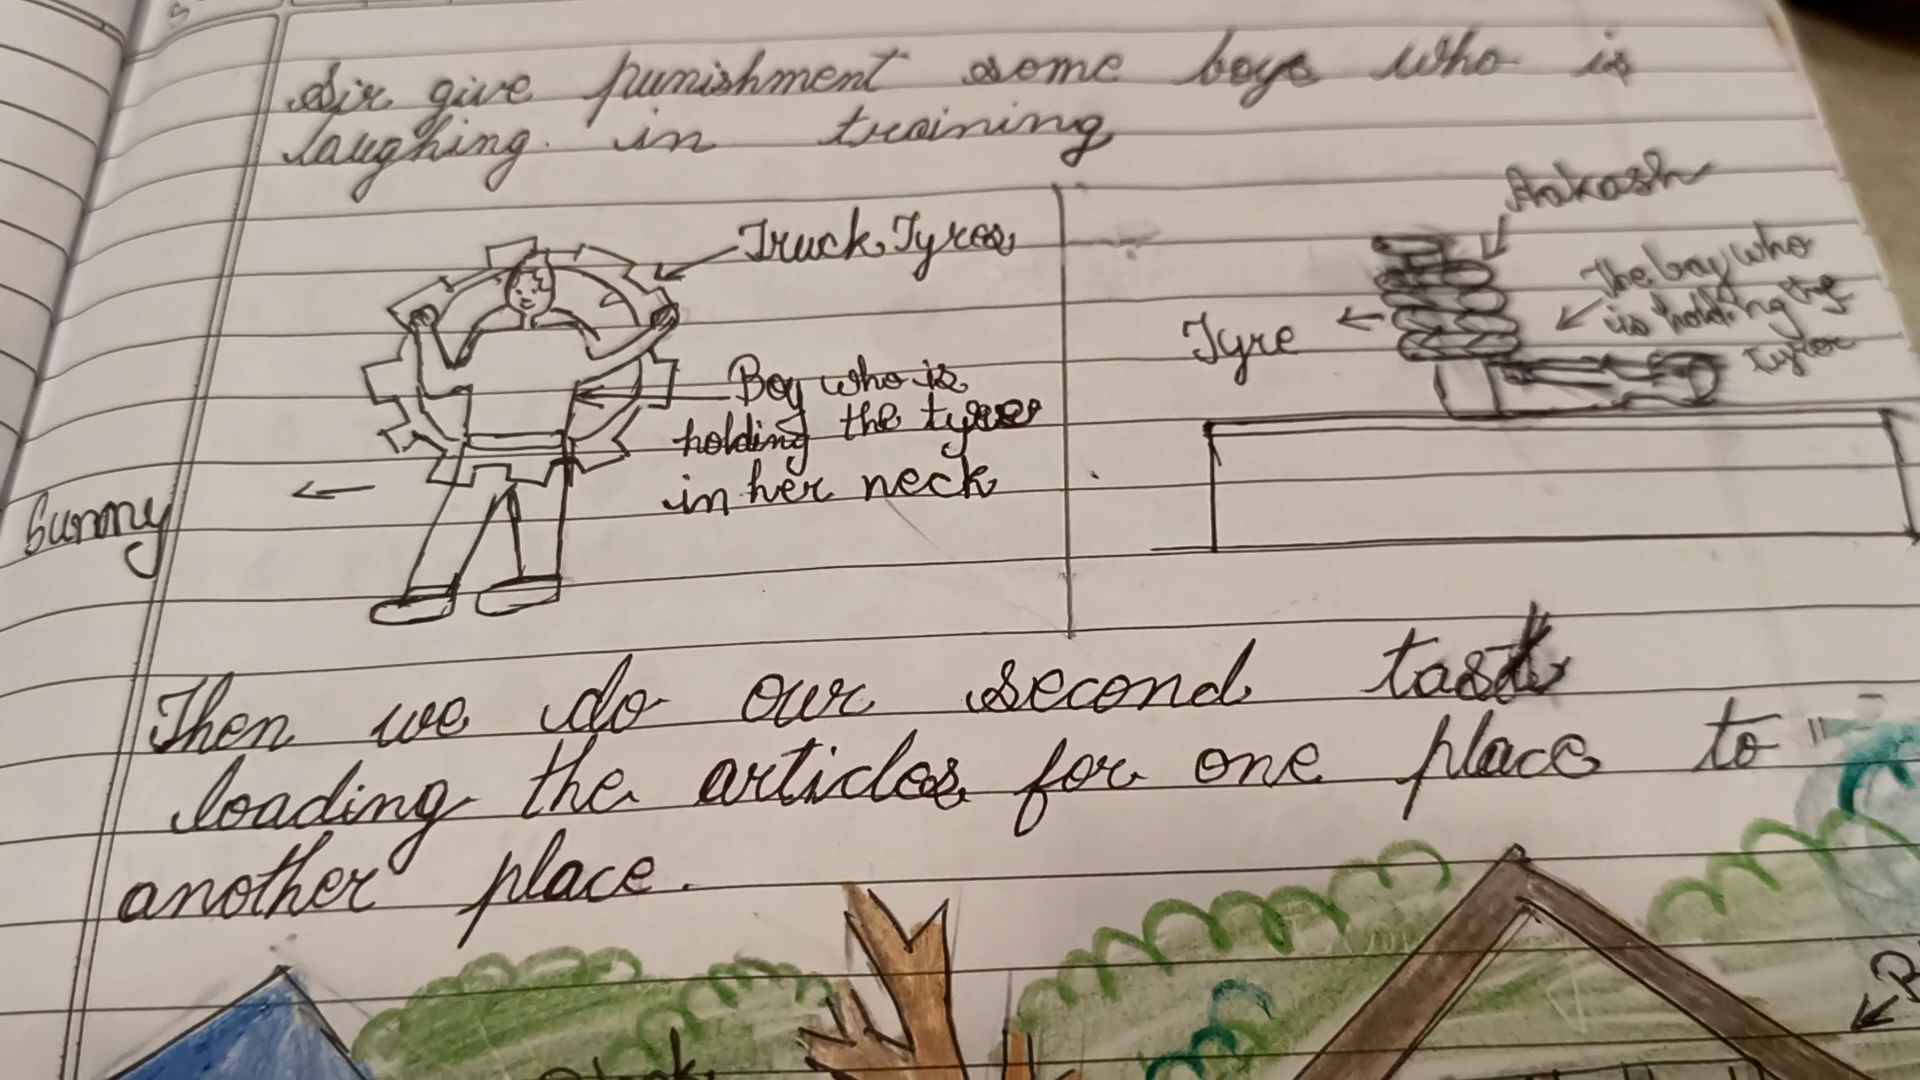 Sir give punishment some boys who is
laughing. in training
Truck Tyres
Boy who is
holding the tyres
in her neck
Sunny
Aakash
The boy who
is holding the
tyres
Tyre
Then we do our second task
loading the articles for one place to
another place.